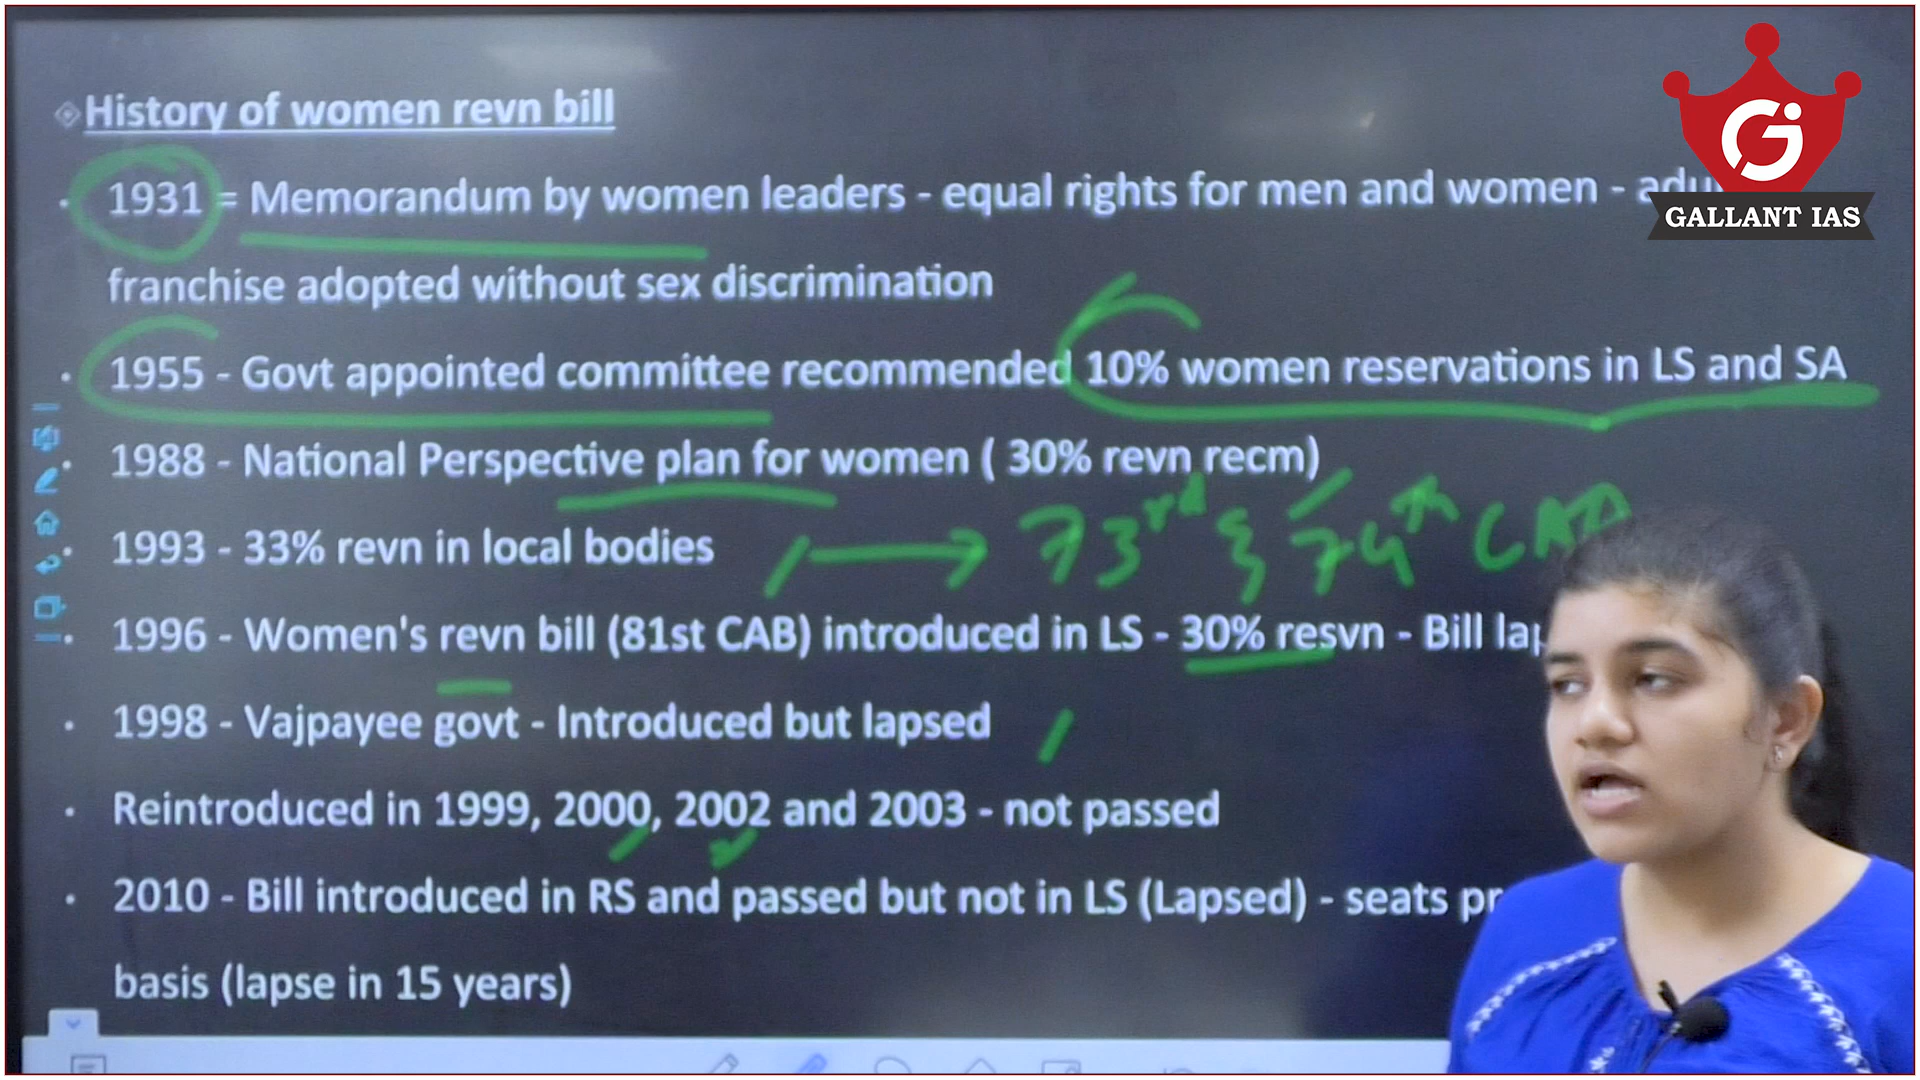 History of women revn bill
1931 = Memorandum by women leaders - equal rights for men and women -
GALLANT IAS
franchise adopted without sex discrimination
1955 - Govt appointed committee recommended 10% women reservations in LS and SA
1988 - National Perspective plan for women ( 30% revn recm)
1993 - 33% revn in local bodies → 73rd & 74th
1996 - Women's revn bill (81st CAB) introduced in LS - 30% resvn - Bill
1998 - Vajpayee govt - Introduced but lapsed
Reintroduced in 1999, 2000, 2002 and 2003 - not passed
2010 - Bill introduced in RS and passed but not in LS (Lapsed) - seats
basis (lapse in 15 years)